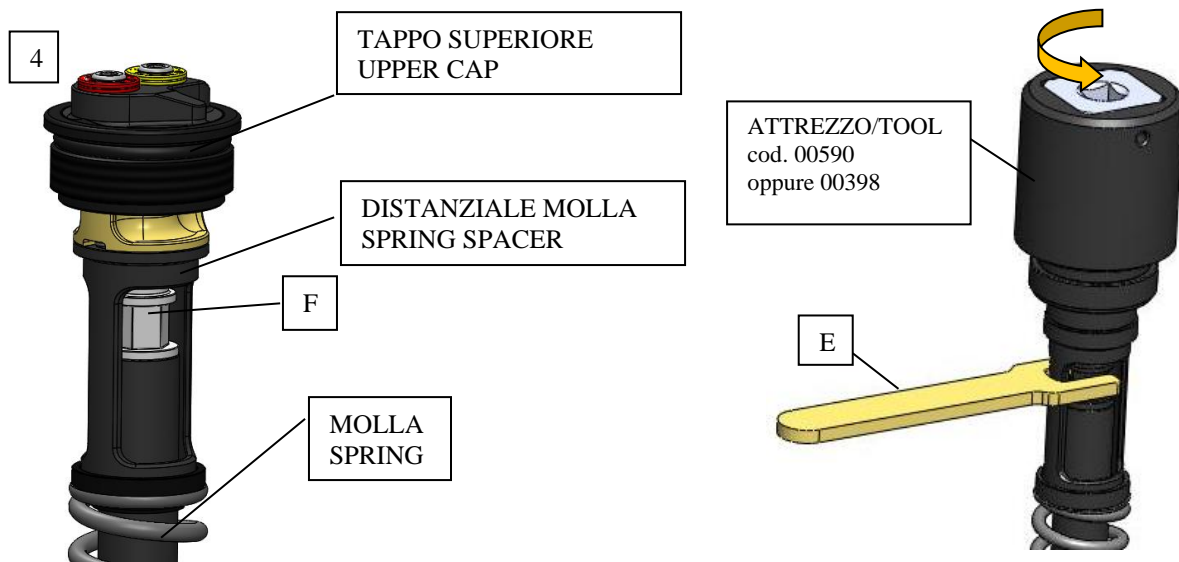 4
TAPPO SUPERIORE
UPPER CAP
DISTANZIALE MOLLA
SPRING SPACER
F
MOLLA
SPRING
ATTREZZO/TOOL
cod. 00590
oppure 00398
E